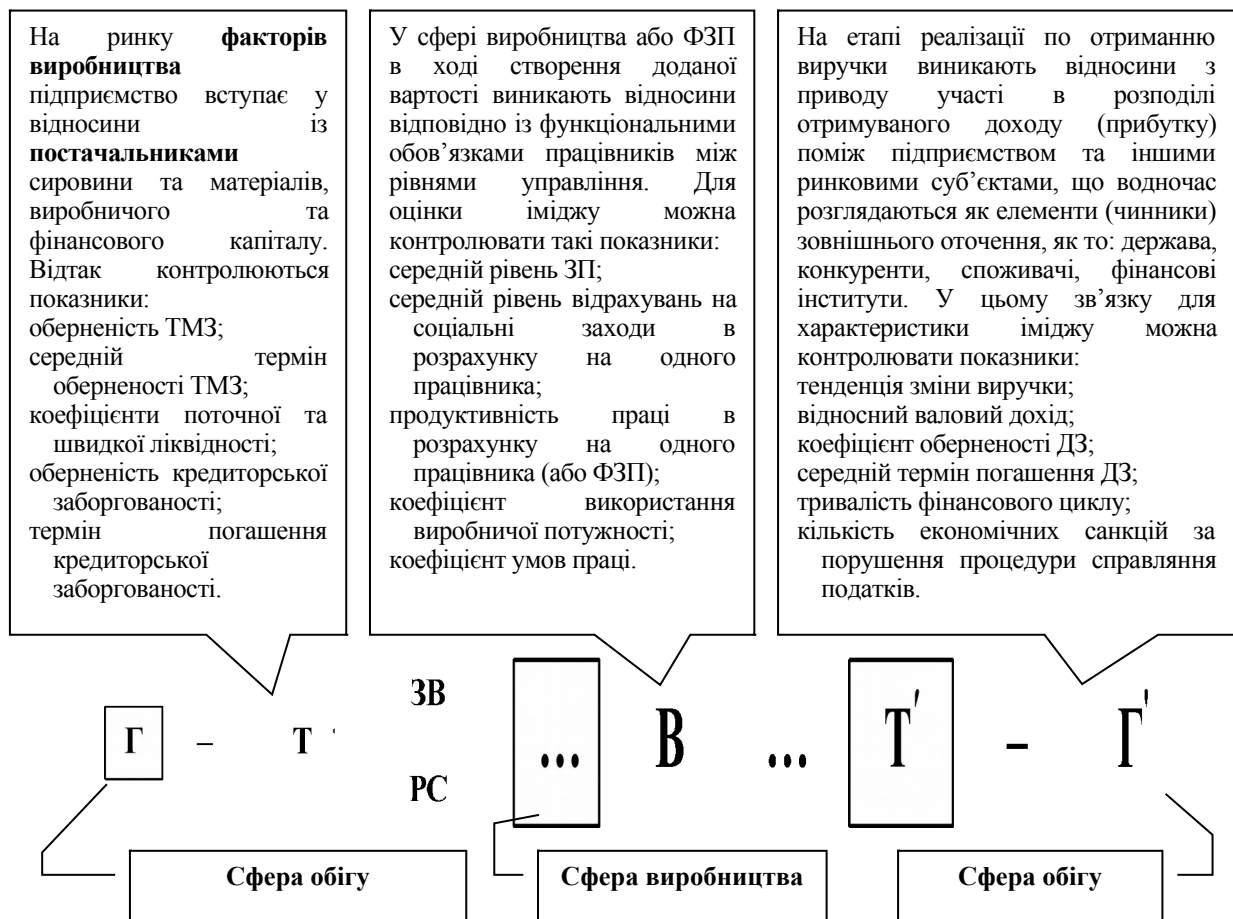 На ринку факторів
виробництва
підприємство вступає у
відносини із
постачальниками
сировини та матеріалів,
виробничого та
фінансового капіталу.
Відтак контролюються
показники:
оберненість ТМЗ;
середній термін
оберненості ТМЗ;
коефіцієнти поточної та
швидкої ліквідності;
оберненість кредиторської
заборгованості;
термін погашення
кредиторської
заборгованості.
У сфері виробництва або ФЗП
в ході створення доданої
вартості виникають відносини
відповідно із функціональними
обов’язками працівників між
рівнями управління. Для
оцінки іміджу можна
контролювати такі показники:
середній рівень ЗП;
середній рівень відрахувань на
соціальні заходи в
розрахунку на одного
працівника;
продуктивність праці в
розрахунку на одного
працівника (або ФЗП);
коефіцієнт використання
виробничої потужності;
коефіцієнт умов праці.
На етапі реалізації по отриманню
виручки виникають відносини з
приводу участі в розподілі
отримуваного доходу (прибутку)
поміж підприємством та іншими
ринковими суб’єктами, що водночас
розглядаються як елементи (чинники)
зовнішнього оточення, як то: держава,
конкуренти, споживачі, фінансові
інститути. У цьому зв’язку для
характеристики іміджу можна
контролювати показники:
тенденція зміни виручки;
відносний валовий дохід;
коефіцієнт оберненості ДЗ;
середній термін погашення ДЗ;
тривалість фінансового циклу;
кількість економічних санкцій за
порушення процедури справляння
податків.
ЗВ
Г – Т ... В ... Т′ – Г′
РС
Сфера обігу
Сфера виробництва
Сфера обігу